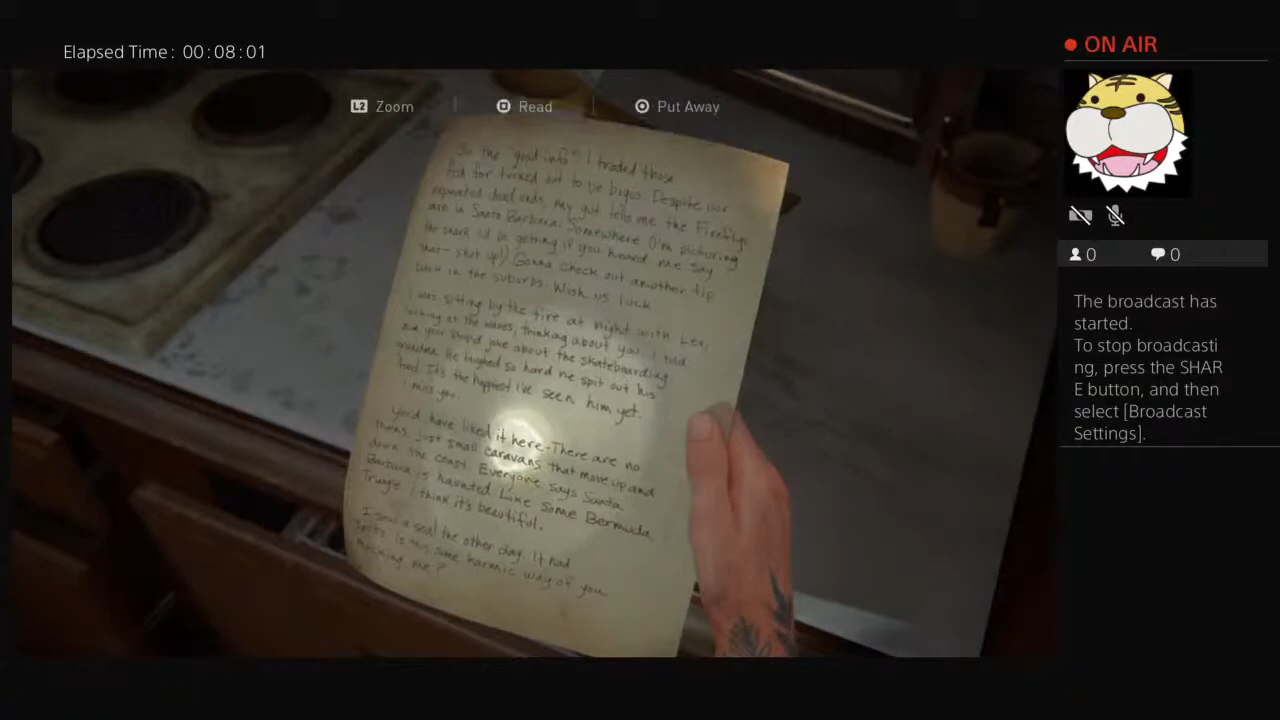 Elapsed Time: 00:08:01
ON AIR
L2 Zoom
Read
Put Away
So the "good info" I traded those
for turned out to be bogus. Despite our
repeated dead ends, my gut tells me the Fireflys
are in Santa Barbara. Somewhere (I'm picturing
the snark I'd be getting if you heard me say
that - shut up!) Gonna check out another tip
back in the suburbs. Wish us luck
I was sitting by the fire at night with Lev,
looking at the waves, thinking about you. I told
him your stupid joke about the skateboarding
grandma. He laughed so hard he spit out his
food. It's the happiest I've seen him yet.
I miss you.
You'd have liked it here - There are no
towns, just small caravans that move up and
down the coast. Everyone says Santa
Barbara is haunted. Like some Bermuda
Triangle. I think it's beautiful.
I saw a seal the other day. It had
spots. Is this some karmic way of you
mocking me?
0
0
The broadcast has
started.
To stop broadcasti
ng, press the SHAR
E button, and then
select [Broadcast
Settings].